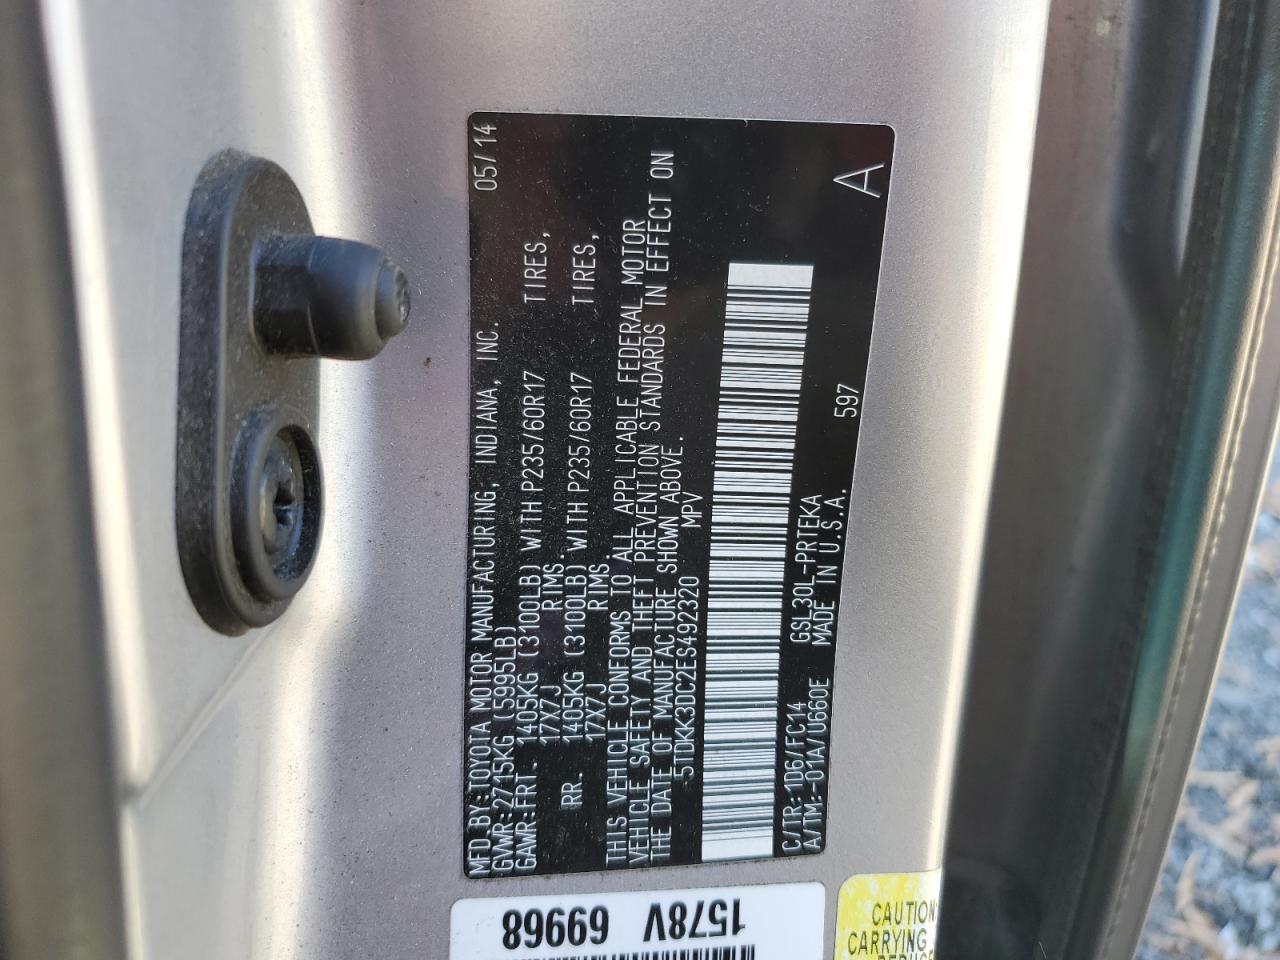 MFD BY:TOYOTA MOTOR MANUFACTURING, INDIANA, INC. 05/14
GVWR:2715KG (5995LB)
GAWR:FRT. 1405KG (3100LB) WITH P235/60R17 TIRES,
17X7J RIMS.
RR. 1405KG (3100LB) WITH P235/60R17 TIRES,
17X7J RIMS.
THIS VEHICLE CONFORMS TO ALL APPLICABLE FEDERAL MOTOR
VEHICLE SAFETY AND THEFT PREVENTION STANDARDS IN EFFECT ON
THE DATE OF MANUFACTURE SHOWN ABOVE.
5TDKK3DC2ES492320 MPV
C/TR:1D6/FC14 GSL30L-PRTEKA
A/TM:-01A/U660E MADE IN U.S.A. 597 A
1578V
69968
CAUTION
CARRYING